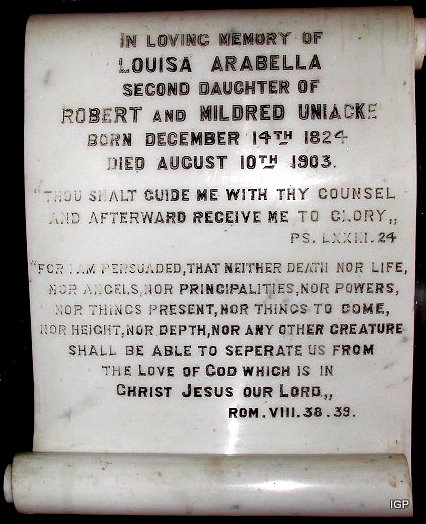 IN LOVING MEMORY OF
LOUISA ARABELLA
SECOND DAUGHTER OF
ROBERT AND MILDRED UNIACKE
BORN DECEMBER 14TH 1824
DIED AUGUST 10TH 1903.
"THOU SHALT GUIDE ME WITH THY COUNSEL
AND AFTERWARD RECEIVE ME TO GLORY,,
PS. LXXIII. 24
"FOR I AM PERSUADED, THAT NEITHER DEATH NOR LIFE,
NOR ANGELS, NOR PRINCIPALITIES, NOR POWERS,
NOR THINGS PRESENT, NOR THINGS TO COME,
NOR HEIGHT, NOR DEPTH, NOR ANY OTHER CREATURE
SHALL BE ABLE TO SEPERATE US FROM
THE LOVE OF GOD WHICH IS IN
CHRIST JESUS OUR LORD,,
ROM. VIII. 38. 39.
IGP